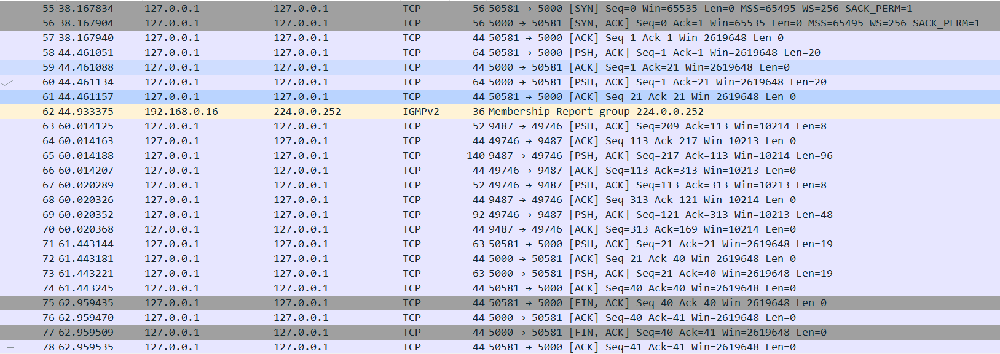 55 38.167834 127.0.0.1 127.0.0.1 TCP 56 50581 → 5000 [SYN] Seq=0 Win=65535 Len=0 MSS=65495 WS=256 SACK_PERM=1
56 38.167904 127.0.0.1 127.0.0.1 TCP 56 5000 → 50581 [SYN, ACK] Seq=0 Ack=1 Win=65535 Len=0 MSS=65495 WS=256 SACK_PERM=1
57 38.167940 127.0.0.1 127.0.0.1 TCP 44 50581 → 5000 [ACK] Seq=1 Ack=1 Win=2619648 Len=0
58 44.461051 127.0.0.1 127.0.0.1 TCP 64 50581 → 5000 [PSH, ACK] Seq=1 Ack=1 Win=2619648 Len=20
59 44.461088 127.0.0.1 127.0.0.1 TCP 44 5000 → 50581 [ACK] Seq=1 Ack=21 Win=2619648 Len=0
60 44.461134 127.0.0.1 127.0.0.1 TCP 64 5000 → 50581 [PSH, ACK] Seq=1 Ack=21 Win=2619648 Len=20
61 44.461157 127.0.0.1 127.0.0.1 TCP 44 50581 → 5000 [ACK] Seq=21 Ack=21 Win=2619648 Len=0
62 44.933375 192.168.0.16 224.0.0.252 IGMPv2 36 Membership Report group 224.0.0.252
63 60.014125 127.0.0.1 127.0.0.1 TCP 52 9487 → 49746 [PSH, ACK] Seq=209 Ack=113 Win=10214 Len=8
64 60.014163 127.0.0.1 127.0.0.1 TCP 44 49746 → 9487 [ACK] Seq=113 Ack=217 Win=10213 Len=0
65 60.014188 127.0.0.1 127.0.0.1 TCP 140 9487 → 49746 [PSH, ACK] Seq=217 Ack=113 Win=10214 Len=96
66 60.014207 127.0.0.1 127.0.0.1 TCP 44 49746 → 9487 [ACK] Seq=113 Ack=313 Win=10213 Len=0
67 60.020289 127.0.0.1 127.0.0.1 TCP 52 49746 → 9487 [PSH, ACK] Seq=113 Ack=313 Win=10213 Len=8
68 60.020326 127.0.0.1 127.0.0.1 TCP 44 9487 → 49746 [ACK] Seq=313 Ack=121 Win=10214 Len=0
69 60.020352 127.0.0.1 127.0.0.1 TCP 92 49746 → 9487 [PSH, ACK] Seq=121 Ack=313 Win=10213 Len=48
70 60.020368 127.0.0.1 127.0.0.1 TCP 44 9487 → 49746 [ACK] Seq=313 Ack=169 Win=10214 Len=0
71 61.443144 127.0.0.1 127.0.0.1 TCP 63 50581 → 5000 [PSH, ACK] Seq=21 Ack=21 Win=2619648 Len=19
72 61.443181 127.0.0.1 127.0.0.1 TCP 44 5000 → 50581 [ACK] Seq=21 Ack=40 Win=2619648 Len=0
73 61.443221 127.0.0.1 127.0.0.1 TCP 63 5000 → 50581 [PSH, ACK] Seq=21 Ack=40 Win=2619648 Len=19
74 61.443245 127.0.0.1 127.0.0.1 TCP 44 50581 → 5000 [ACK] Seq=40 Ack=40 Win=2619648 Len=0
75 62.959435 127.0.0.1 127.0.0.1 TCP 44 50581 → 5000 [FIN, ACK] Seq=40 Ack=40 Win=2619648 Len=0
76 62.959470 127.0.0.1 127.0.0.1 TCP 44 5000 → 50581 [ACK] Seq=40 Ack=41 Win=2619648 Len=0
77 62.959509 127.0.0.1 127.0.0.1 TCP 44 5000 → 50581 [FIN, ACK] Seq=40 Ack=41 Win=2619648 Len=0
78 62.959535 127.0.0.1 127.0.0.1 TCP 44 50581 → 5000 [ACK] Seq=41 Ack=41 Win=2619648 Len=0